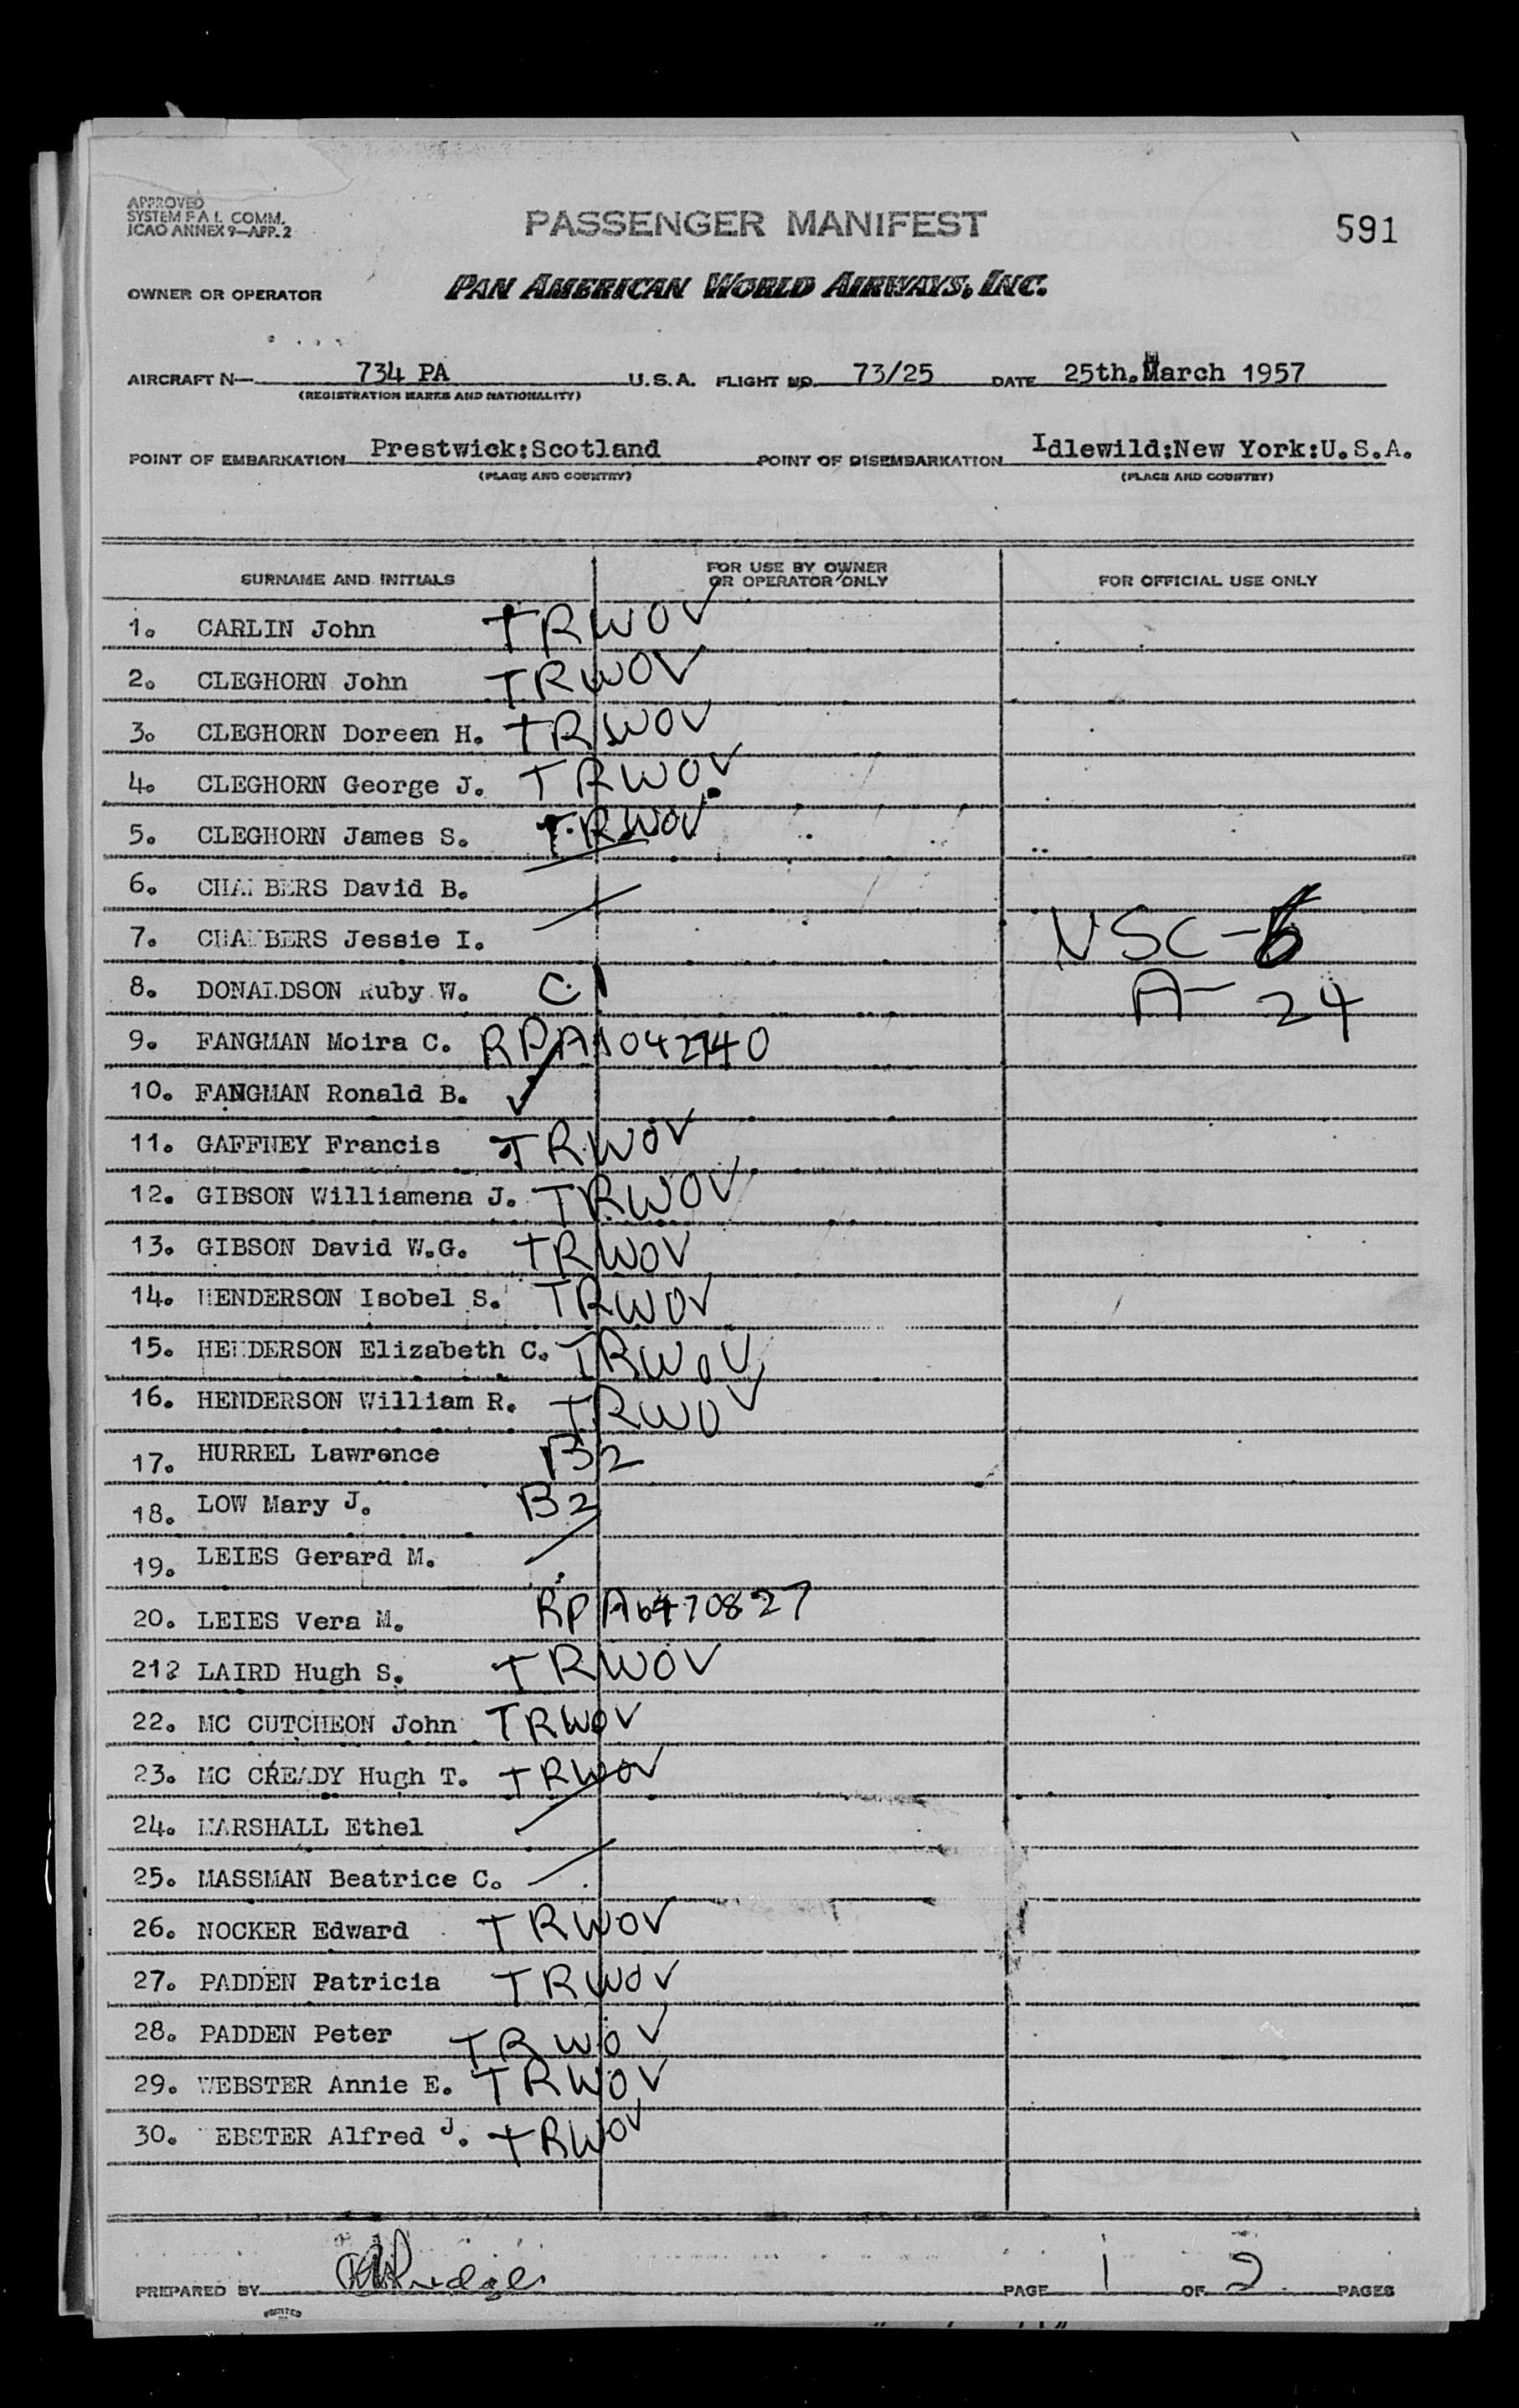 APPROVED
SYSTEM F A L COMM.
ICAO ANNEX 9—APP. 2
PASSENGER MANIFEST
591
OWNER OR OPERATOR
PAN AMERICAN WORLD AIRWAYS, INC.
AIRCRAFT N— 734 PA U.S.A. FLIGHT NO. 73/25 DATE 25th. March 1957
(REGISTRATION MARKS AND NATIONALITY)
POINT OF EMBARKATION Prestwick:Scotland POINT OF DISEMBARKATION Idlewild:New York:U.S.A.
(PLACE AND COUNTRY) (PLACE AND COUNTRY)
SURNAME AND INITIALS FOR USE BY OWNER OR OPERATOR ONLY FOR OFFICIAL USE ONLY
1. CARLIN John TRWOV
2. CLEGHORN John TRWOV
3. CLEGHORN Doreen H. TRWOV
4. CLEGHORN George J. TRWOV
5. CLEGHORN James S. TRWOV
6. CHAMBERS David B.
7. CHAMBERS Jessie I. USC-6
8. DONALDSON Ruby W. C1 A- 24
9. FANGMAN Moira C. RPA
10. FANGMAN Ronald B. ✓
11. GAFFNEY Francis TRWOV
12. GIBSON Williamena J. TRWOV
13. GIBSON David W.G. TRWOV
14. HENDERSON Isobel S. TRWOV
15. HENDERSON Elizabeth C. TRWOV
16. HENDERSON William R. TRWOV
17. HURREL Lawrence B2
18. LOW Mary J. B2
19. LEIES Gerard M.
20. LEIES Vera M. RPA6470827
212 LAIRD Hugh S. TRWOV
22. MC CUTCHEON John TRWOV
23. MC CREADY Hugh T. TRWOV
24. MARSHALL Ethel
25. MASSMAN Beatrice C.
26. NOCKER Edward TRWOV
27. PADDEN Patricia TRWOV
28. PADDEN Peter TRWOV
29. WEBSTER Annie E. TRWOV
30. WEBSTER Alfred J. TRWOV
PREPARED BY PAGE 1 OF 2 PAGES
PRINTED